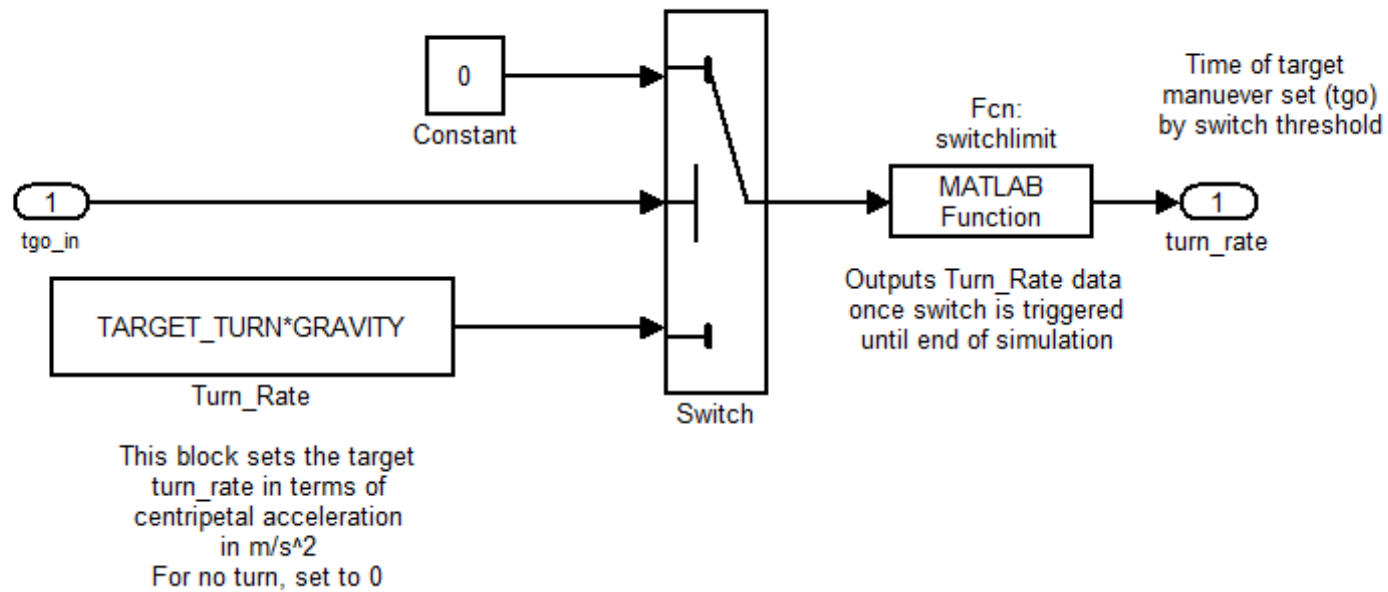 0
Constant
1
tgo_in
TARGET_TURN*GRAVITY
Turn_Rate
This block sets the target
turn_rate in terms of
centripetal acceleration
in m/s^2
For no turn, set to 0
Switch
Fcn:
switchlimit
MATLAB
Function
Outputs Turn_Rate data
once switch is triggered
until end of simulation
Time of target
manuever set (tgo)
by switch threshold
1
turn_rate